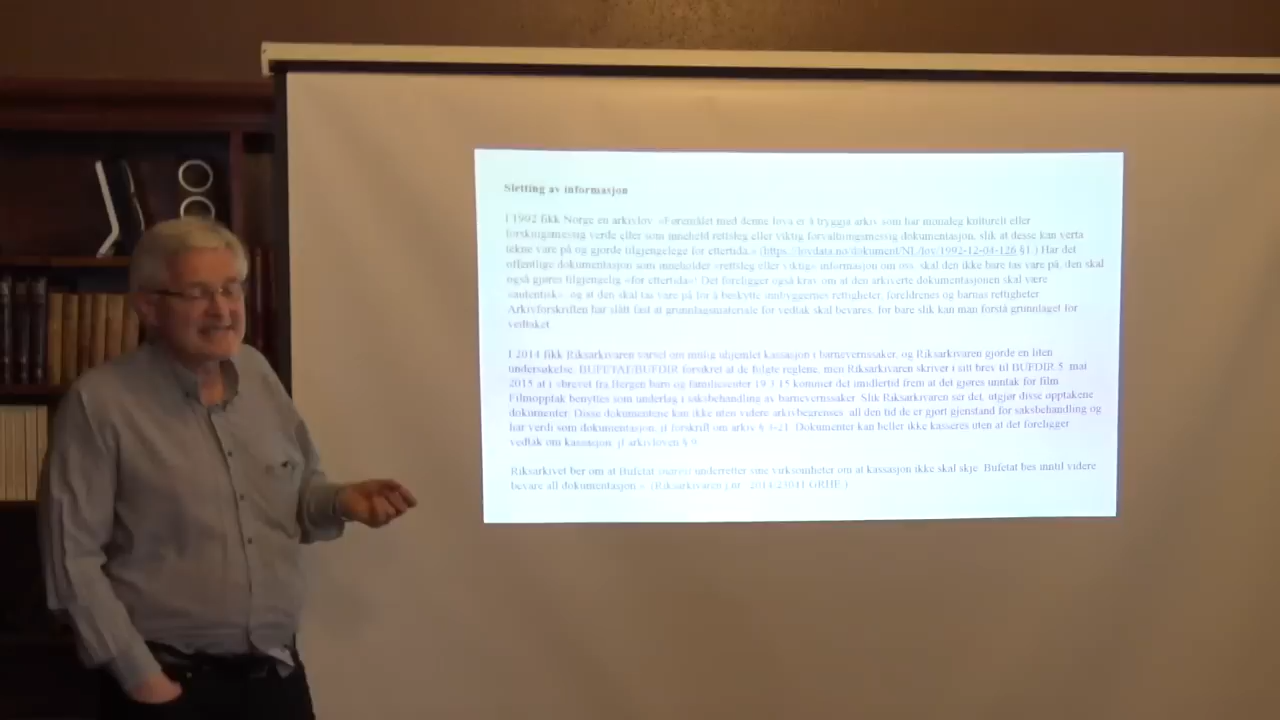 Sletting av informasjon
I 1992 fikk Norge en arkivlov: «Føremålet med denne lova er å tryggja arkiv som har monaleg kulturelt eller
forskingsmessig verde eller som inneheld rettsleg eller viktig forvaltningsmessig dokumentasjon, slik at desse kan verta
tekne vare på og gjorde tilgjengelege for ettertida.» (https://lovdata.no/dokument/NL/lov/1992-12-04-126 §1.) Har det
offentlige dokumentasjon som inneholder «rettsleg eller viktig» informasjon om oss, skal den ikke bare tas vare på, den skal
også gjøres tilgjengelig «for ettertida»! Det foreligger også krav om at den arkiverte dokumentasjonen skal være
«autentisk», og at den skal tas vare på for å beskytte innbyggernes rettigheter, foreldrenes og barnas rettigheter
Arkivforskriften har slått fast at grunnlagsmateriale for vedtak skal bevares, for bare slik kan man forstå grunnlaget for
vedtaket
I 2014 fikk Riksarkivaren varsel om mulig uhjemlet kassasjon i barnevernssaker, og Riksarkivaren gjorde en liten
undersøkelse. BUFETAT/BUFDIR forsikret at de fulgte reglene, men Riksarkivaren skriver i sitt brev til BUFDIR 5. mai
2015 at i «brevet fra Bergen barn og familiesenter 19.3.15 kommer det imidlertid frem at det gjøres unntak for film
Filmopptak benyttes som underlag i saksbehandling av barnevernssaker. Slik Riksarkivaren ser det, utgjør disse opptakene
dokumenter. Disse dokumentene kan ikke uten videre arkivbegrenses, all den tid de er gjort gjenstand for saksbehandling og
har verdi som dokumentasjon, jf forskrift om arkiv § 3-21. Dokumenter kan heller ikke kasseres uten at det foreligger
vedtak om kassasjon, jf arkivloven § 9.
Riksarkivet ber om at Bufetat underretter sine virksomheter om at kassasjon ikke skal skje. Bufetat bes inntil videre
bevare all dokumentasjon.» (Riksarkivaren j.nr. 2014/23041 GRHE.)